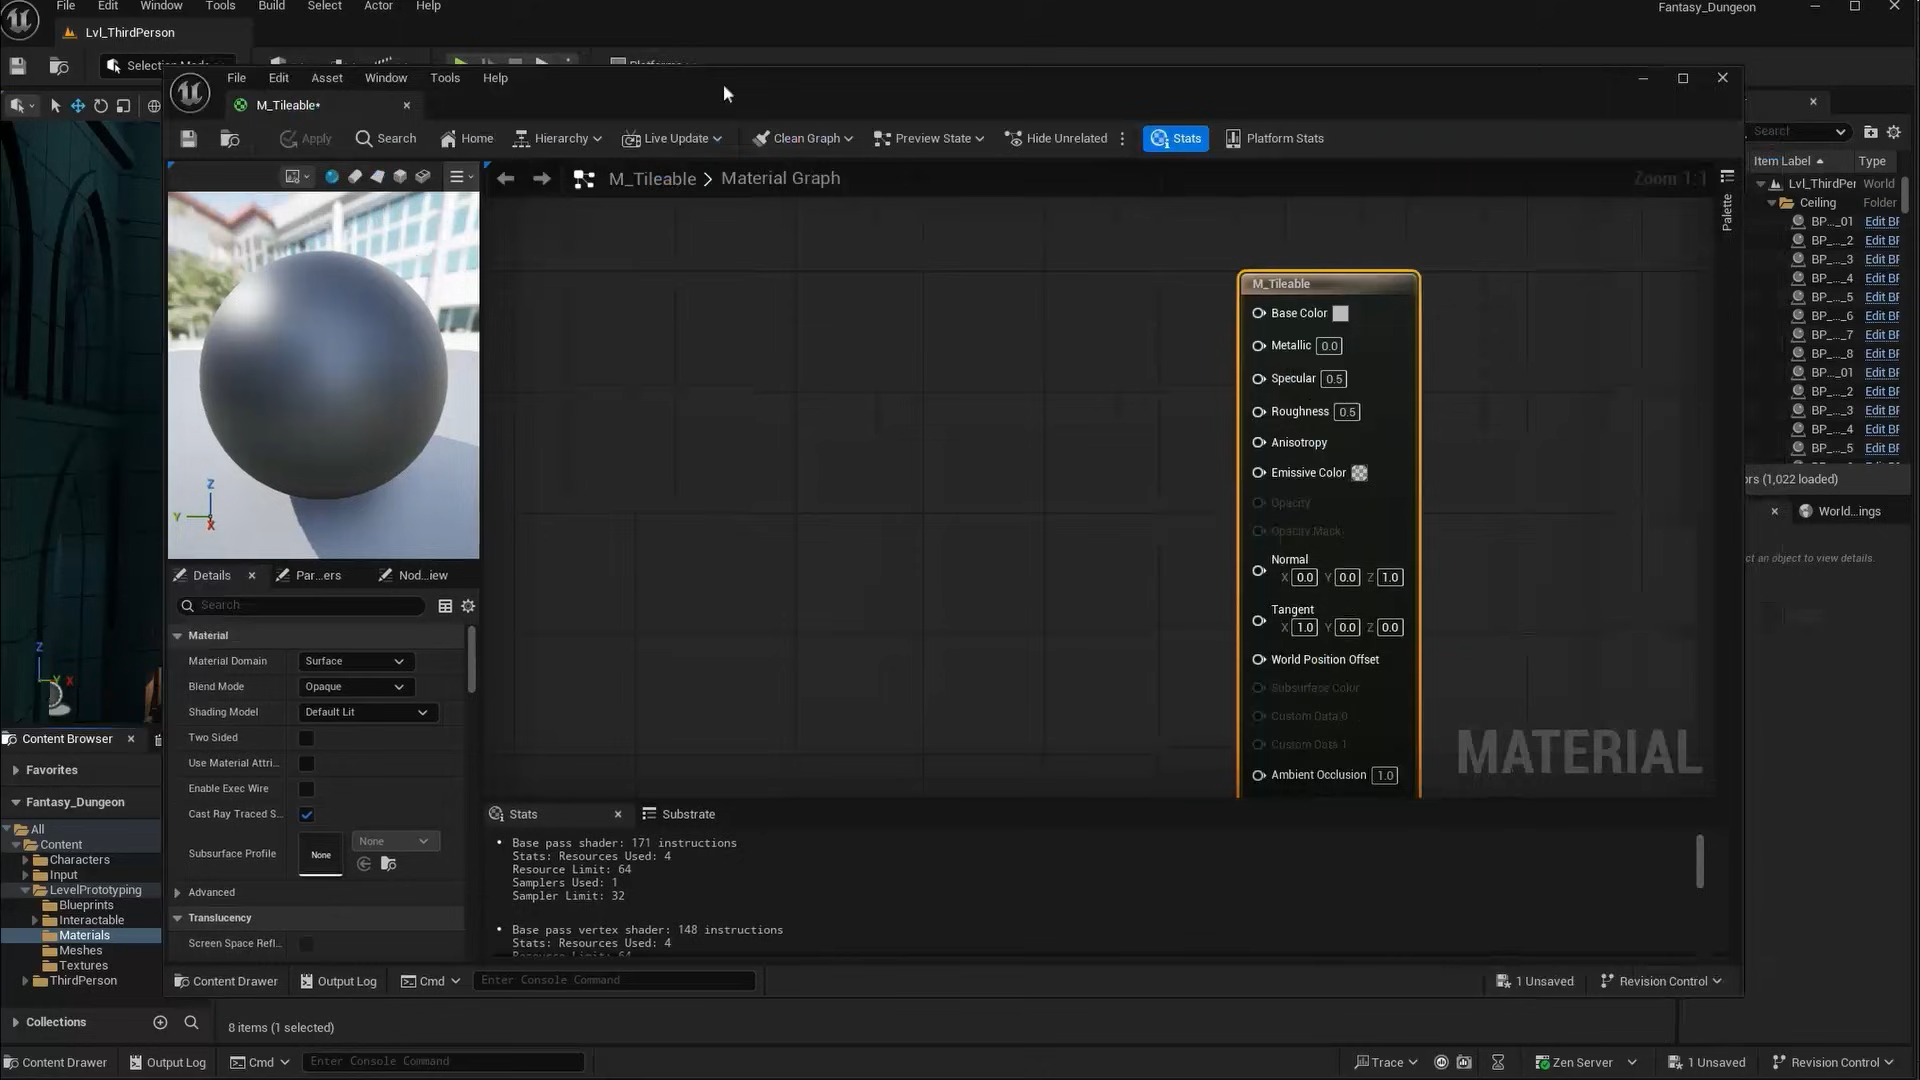 File Edit Window Tools Build Select Actor Help
Fantasy_Dungeon
Lvl_ThirdPerson
Selection Mode
Platforms
File Edit Asset Window Tools Help
M_Tileable*
Apply Search Home Hierarchy Live Update Clean Graph Preview State Hide Unrelated Stats Platform Stats
M_Tileable > Material Graph
Zoom 1:1
Palette
M_Tileable
Base Color
Metallic 0.0
Specular 0.5
Roughness 0.5
Anisotropy
Emissive Color
Opacity
Opacity Mask
Normal
X 0.0 Y 0.0 Z 1.0
Tangent
X 1.0 Y 0.0 Z 0.0
World Position Offset
Subsurface Color
Custom Data 0
Custom Data 1
Ambient Occlusion 1.0
MATERIAL
Z
Y
X
Details Par...ers Nod...iew
Search
Material
Material Domain Surface
Blend Mode Opaque
Shading Model Default Lit
Two Sided
Use Material Attri...
Enable Exec Wire
Cast Ray Traced S...
Subsurface Profile None None
Advanced
Translucency
Screen Space Refl...
Stats Substrate
• Base pass shader: 171 instructions
Stats: Resources Used: 4
Resource Limit: 64
Samplers Used: 1
Sampler Limit: 32
• Base pass vertex shader: 148 instructions
Stats: Resources Used: 4
Resource Limit: 64
Content Drawer Output Log Cmd Enter Console Command 1 Unsaved Revision Control
Search
Item Label Type
Lvl_ThirdPer World
Ceiling Folder
BP_..._01 Edit BP
BP_..._2 Edit BP
BP_..._3 Edit BP
BP_..._4 Edit BP
BP_..._5 Edit BP
BP_..._6 Edit BP
BP_..._7 Edit BP
BP_..._8 Edit BP
BP_..._01 Edit BP
BP_..._2 Edit BP
BP_..._3 Edit BP
BP_..._4 Edit BP
BP_..._5 Edit BP
rs (1,022 loaded)
World...ings
ct an object to view details.
Z
Y X
Content Browser
Favorites
Fantasy_Dungeon
All
Content
Characters
Input
LevelPrototyping
Blueprints
Interactable
Materials
Meshes
Textures
ThirdPerson
Collections
8 items (1 selected)
Content Drawer Output Log Cmd Enter Console Command Trace Zen Server 1 Unsaved Revision Control